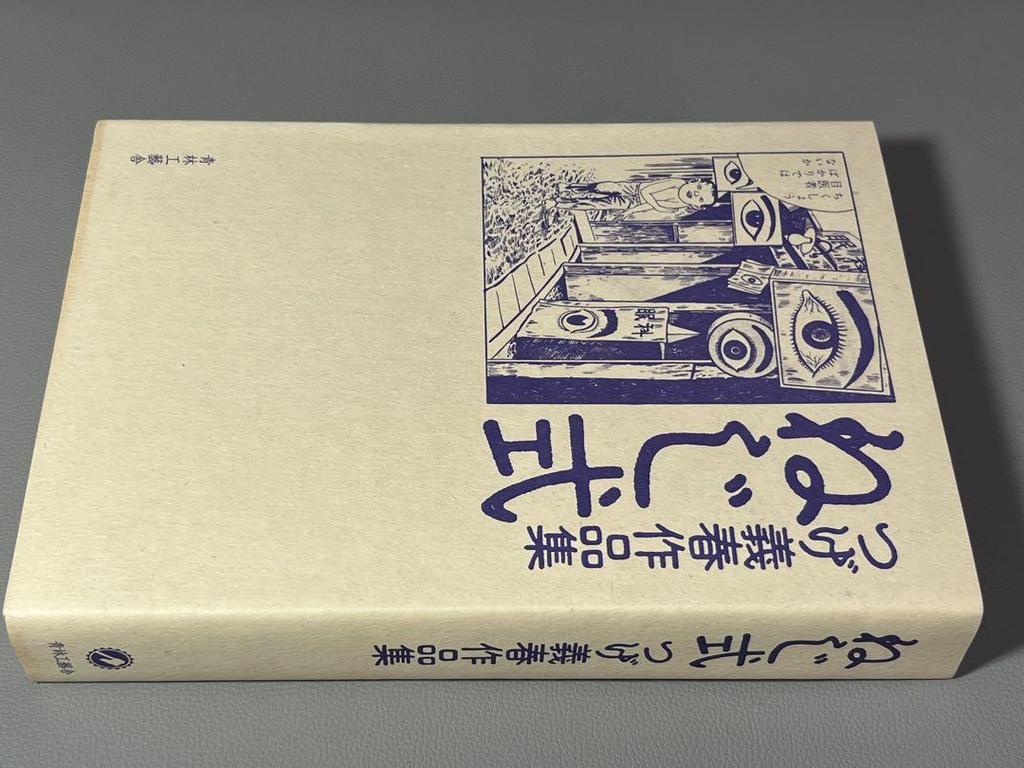 ちくしょう
目医者
ばかりでは
ないか
眼科
ねじ式
つげ義春作品集
青林工藝舎
ねじ式 つげ義春作品集
青林工藝舎